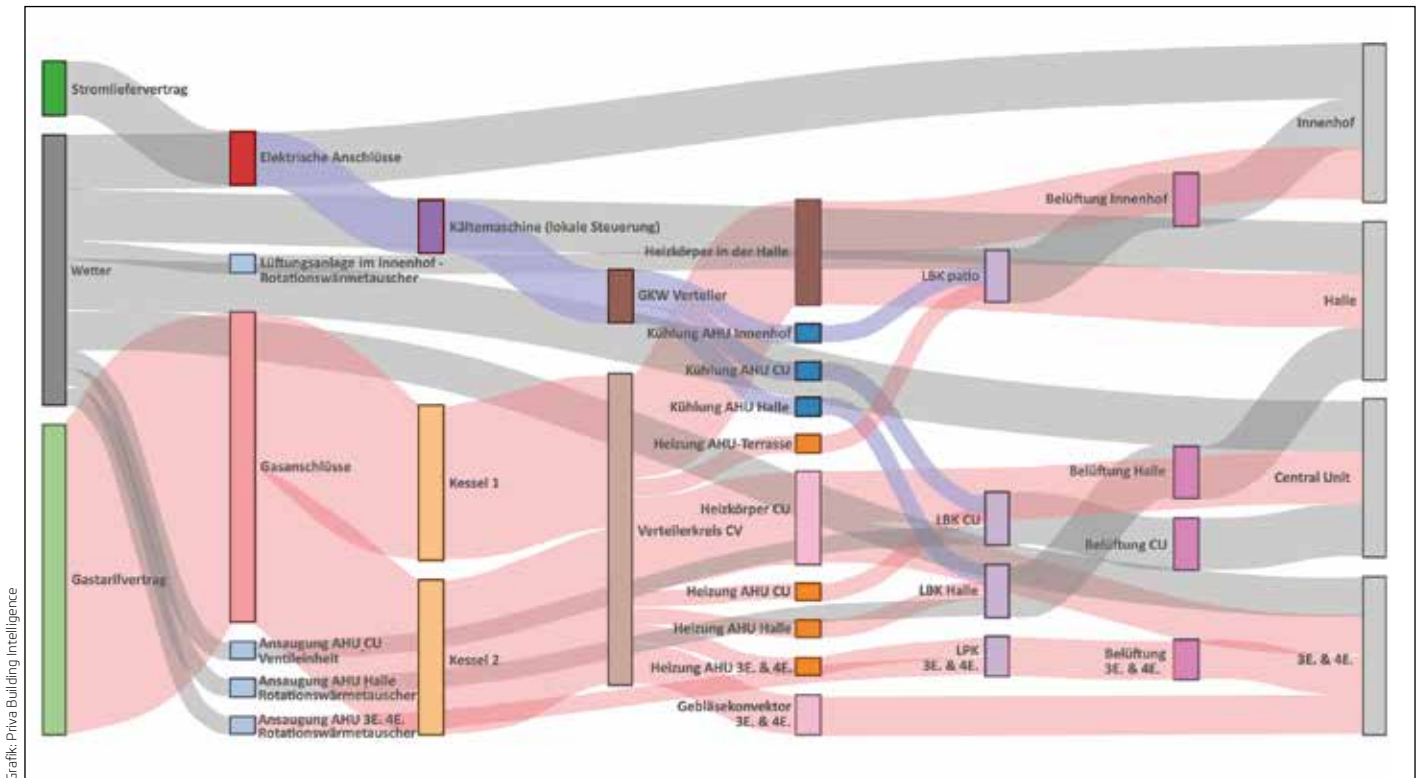 Stromliefervertrag
Wetter
Gastarifvertrag
Elektrische Anschlüsse
Lüftungsanlage im Innenhof -
Rotationswärmetauscher
Gasanschlüsse
Ansaugung AHU CU
Ventileinheit
Ansaugung AHU Halle
Rotationswärmetauscher
Ansaugung AHU 3E. 4E.
Rotationswärmetauscher
Kältemaschine (lokale Steuerung)
Kessel 1
Kessel 2
GKW Verteiler
Verteilerkreis CV
Heizkörper in der Halle
Kühlung AHU Innenhof
Kühlung AHU CU
Kühlung AHU Halle
Heizung AHU-Terrasse
Heizkörper CU
Heizung AHU CU
Heizung AHU Halle
Heizung AHU 3E. & 4E.
Gebläsekonvektor
3E. & 4E.
LBK patio
LBK CU
LBK Halle
LPK
3E. & 4E.
Belüftung Innenhof
Belüftung Halle
Belüftung CU
Belüftung
3E. & 4E.
Innenhof
Halle
Central Unit
3E. & 4E.
Grafik: Priva Building Intelligence